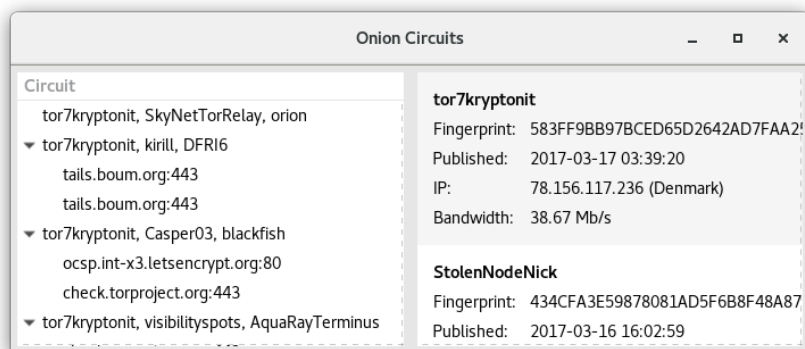 Onion Circuits
Circuit
tor7kryptonit, SkyNetTorRelay, orion
tor7kryptonit, kirill, DFRI6
tails.boum.org:443
tails.boum.org:443
tor7kryptonit, Casper03, blackfish
ocsp.int-x3.letsencrypt.org:80
check.torproject.org:443
tor7kryptonit, visibilityspots, AquaRayTerminus
tor7kryptonit
Fingerprint: 583FF9BB97BCED65D2642AD7FAA25
Published: 2017-03-17 03:39:20
IP: 78.156.117.236 (Denmark)
Bandwidth: 38.67 Mb/s
StolenNodeNick
Fingerprint: 434CFA3E59878081AD5F6B8F48A87
Published: 2017-03-16 16:02:59